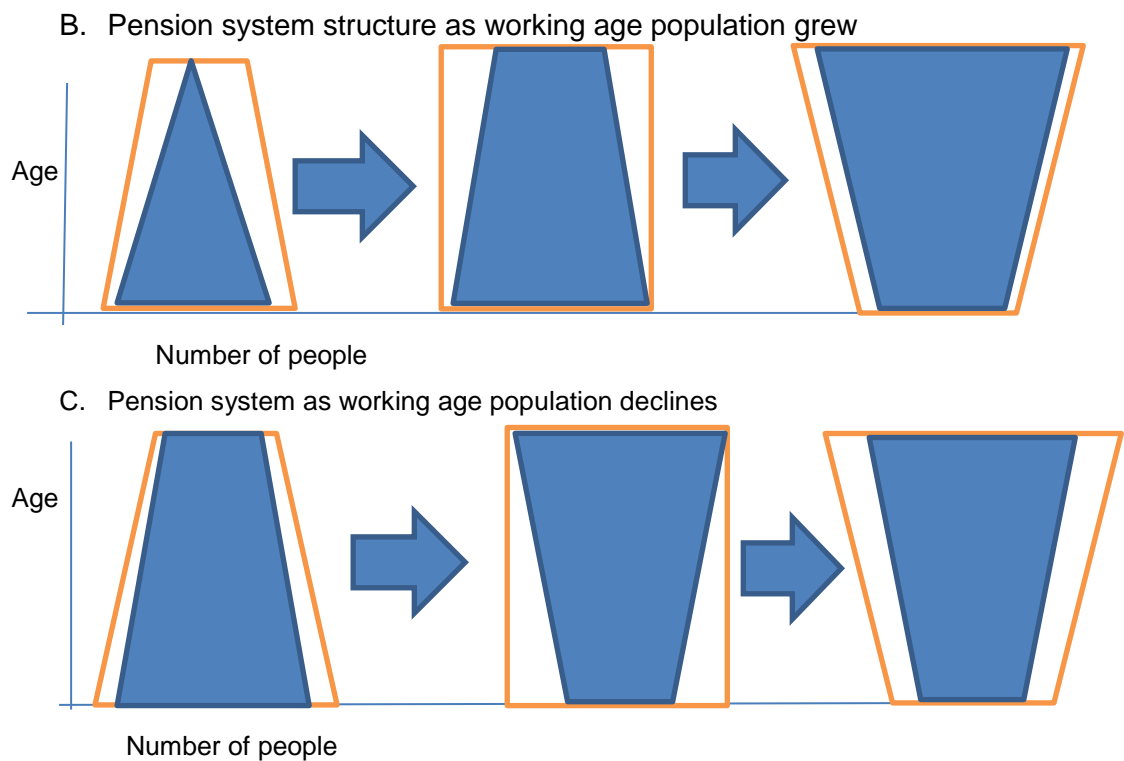 B. Pension system structure as working age population grew
Age
Number of people
C. Pension system as working age population declines
Age
Number of people